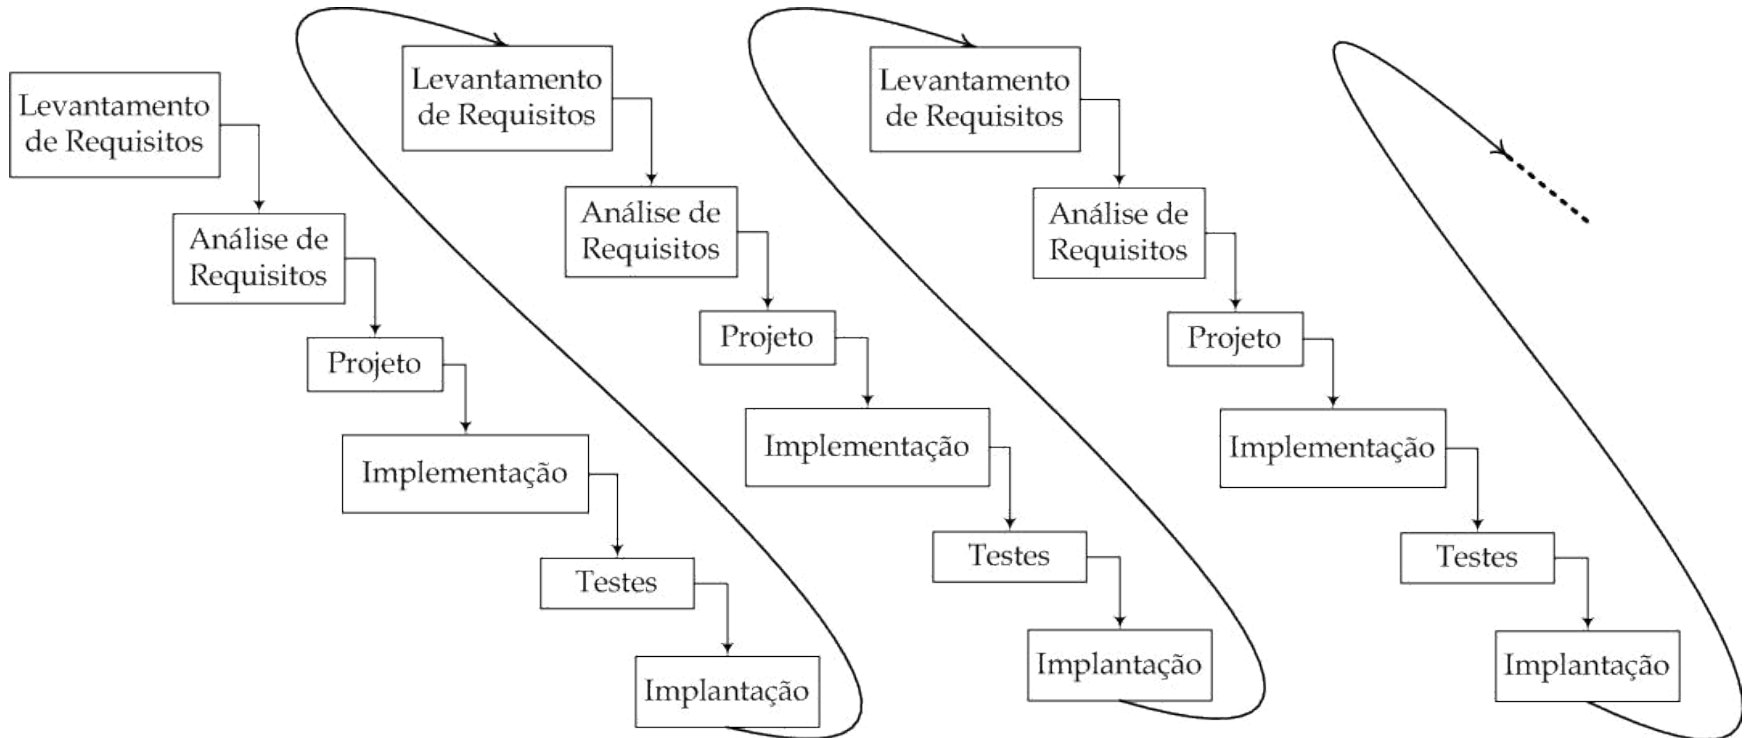 Levantamento
de Requisitos
Análise de
Requisitos
Projeto
Implementação
Testes
Implantação
Levantamento
de Requisitos
Análise de
Requisitos
Projeto
Implementação
Testes
Implantação
Levantamento
de Requisitos
Análise de
Requisitos
Projeto
Implementação
Testes
Implantação